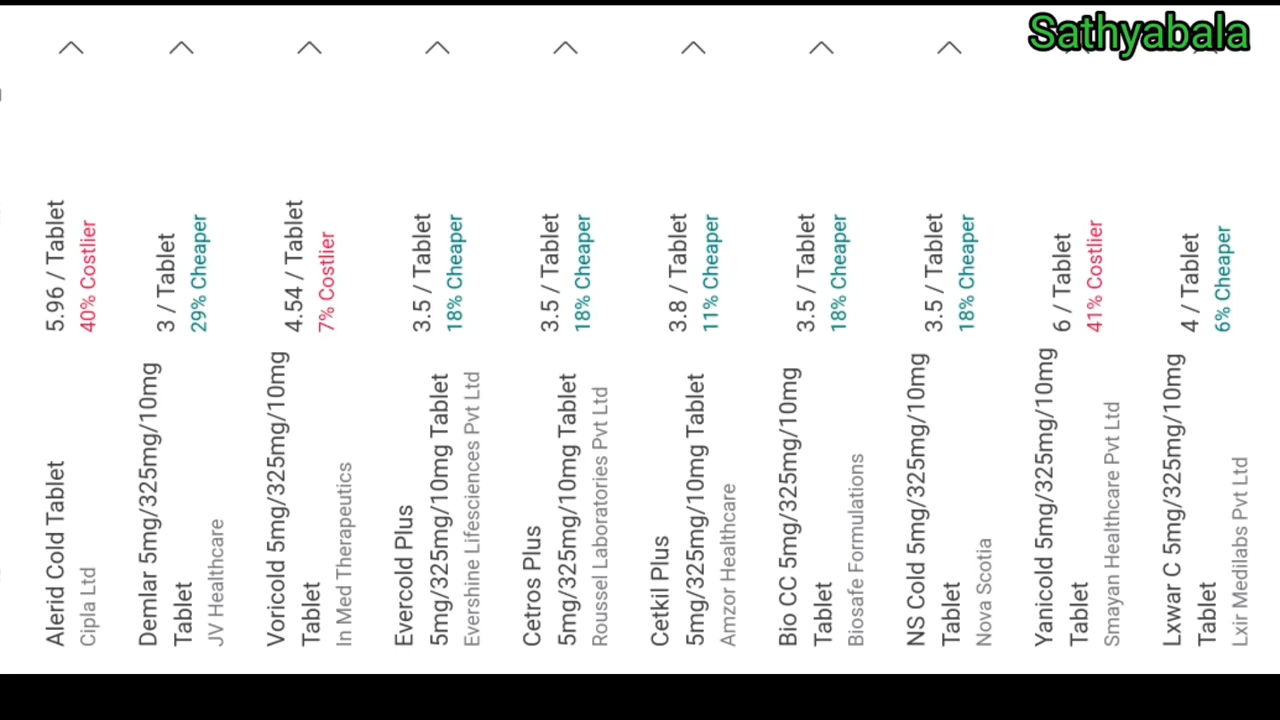 Sathyabala
Alerid Cold Tablet
Cipla Ltd
5.96 / Tablet
40% Costlier
Demlar 5mg/325mg/10mg
Tablet
JV Healthcare
3 / Tablet
29% Cheaper
Voricold 5mg/325mg/10mg
Tablet
In Med Therapeutics
4.54 / Tablet
7% Costlier
Evercold Plus
5mg/325mg/10mg Tablet
Evershine Lifesciences Pvt Ltd
3.5 / Tablet
18% Cheaper
Cetros Plus
5mg/325mg/10mg Tablet
Roussel Laboratories Pvt Ltd
3.5 / Tablet
18% Cheaper
Cetkil Plus
5mg/325mg/10mg Tablet
Amzor Healthcare
3.8 / Tablet
11% Cheaper
Bio CC 5mg/325mg/10mg
Tablet
Biosafe Formulations
3.5 / Tablet
18% Cheaper
NS Cold 5mg/325mg/10mg
Tablet
Nova Scotia
3.5 / Tablet
18% Cheaper
Yanicold 5mg/325mg/10mg
Tablet
Smayan Healthcare Pvt Ltd
6 / Tablet
41% Costlier
Lxwar C 5mg/325mg/10mg
Tablet
Lxir Medilabs Pvt Ltd
4 / Tablet
6% Cheaper